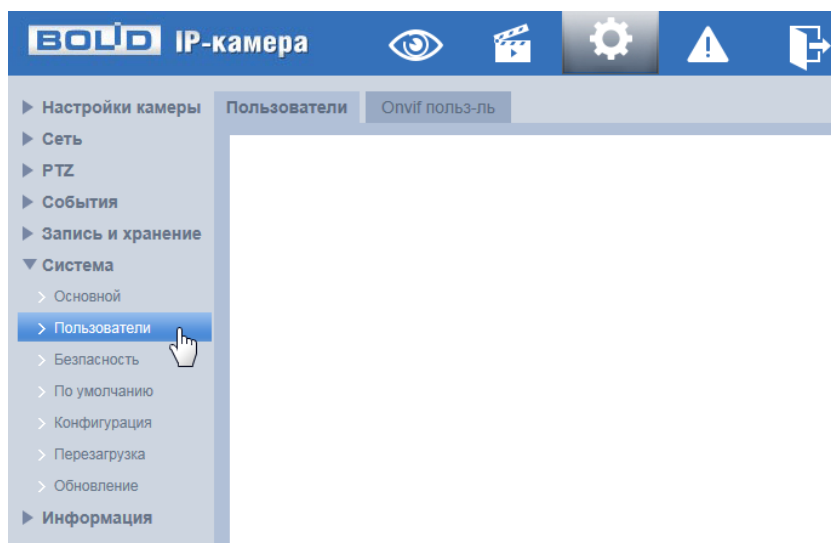 BOLID IP-камера
Настройки камеры
Сеть
PTZ
События
Запись и хранение
Система
Основной
Пользователи
Безпасность
По умолчанию
Конфигурация
Перезагрузка
Обновление
Информация
Пользователи
Onvif польз-ль